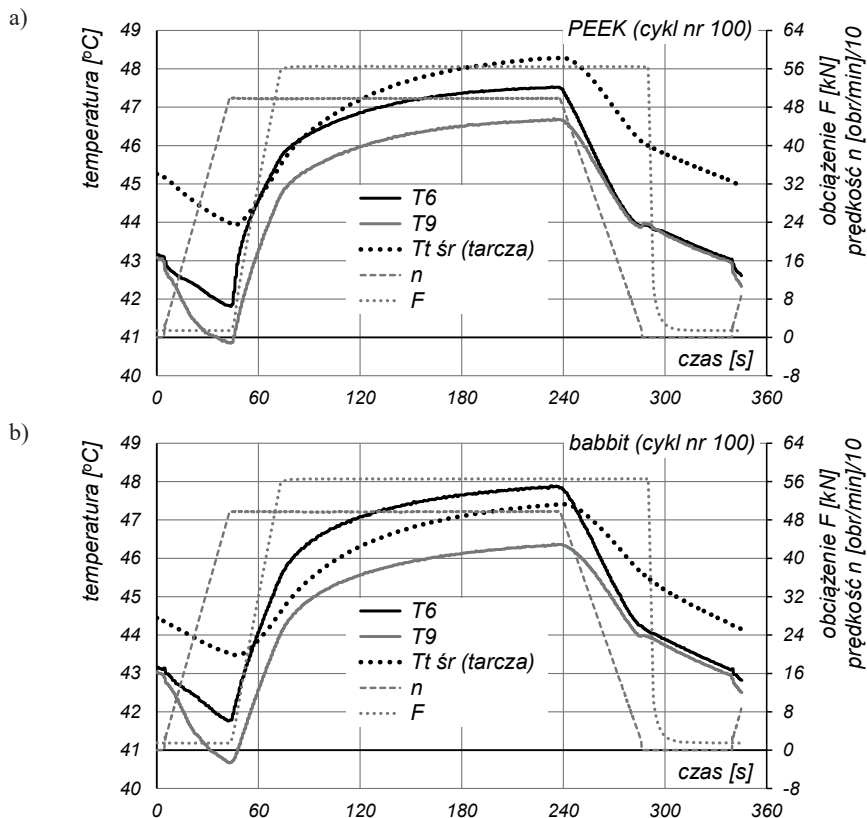 a)
PEEK (cykl nr 100)
temperatura [°C]
49
48
47
46
45
44
43
42
41
40
64
56
48
40
32
24
16
8
0
-8
obciążenie F [kN]
prędkość n [obr/min]/10
T6
T9
Tt śr (tarcza)
n
F
czas [s]
0
60
120
180
240
300
360
b)
babbit (cykl nr 100)
temperatura [°C]
49
48
47
46
45
44
43
42
41
40
64
56
48
40
32
24
16
8
0
-8
obciążenie F [kN]
prędkość n [obr/min]/10
T6
T9
Tt śr (tarcza)
n
F
czas [s]
0
60
120
180
240
300
360